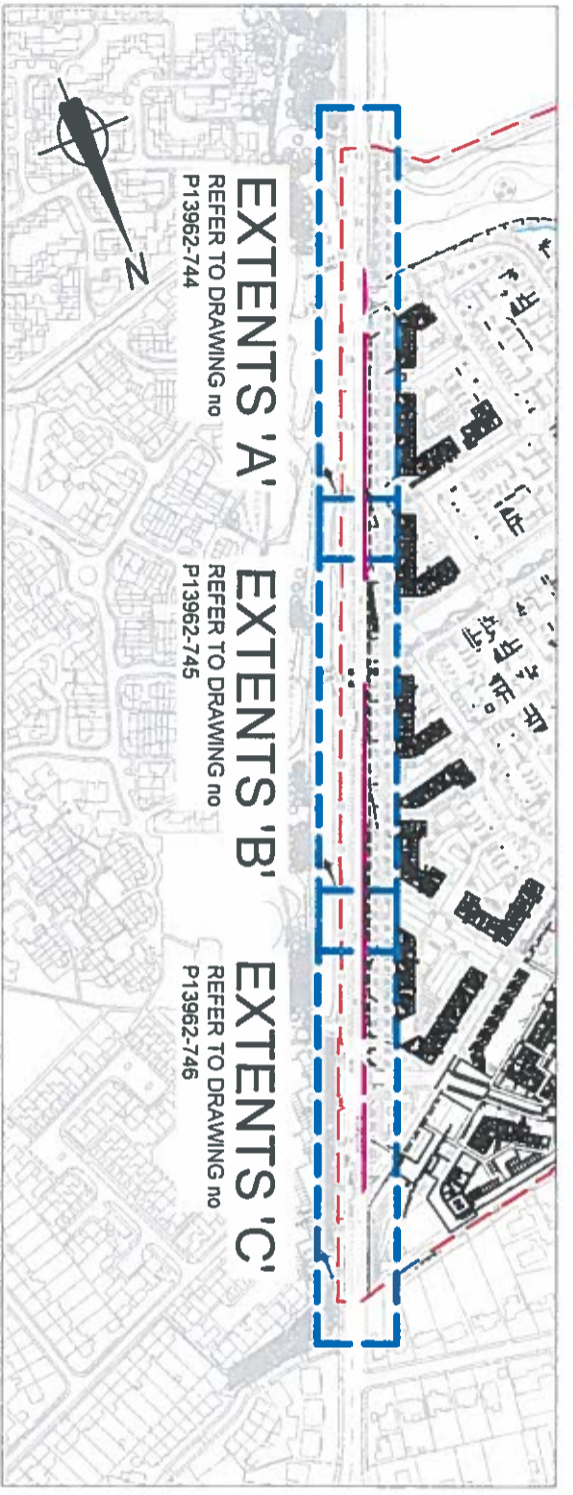 N
EXTENTS 'A'
REFER TO DRAWING no
P13962-744
EXTENTS 'B'
REFER TO DRAWING no
P13962-745
EXTENTS 'C'
REFER TO DRAWING no
P13962-746